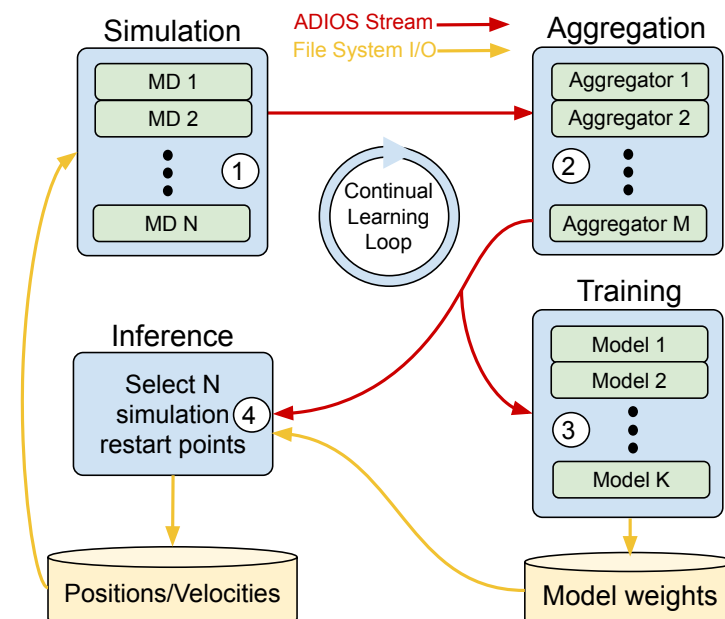 Simulation
MD 1
MD 2
1
MD N
ADIOS Stream
File System I/O
Aggregation
Aggregator 1
Aggregator 2
2
Aggregator M
Continual
Learning
Loop
Training
Model 1
Model 2
3
Model K
Inference
Select N
simulation
restart points
4
Positions/Velocities
Model weights